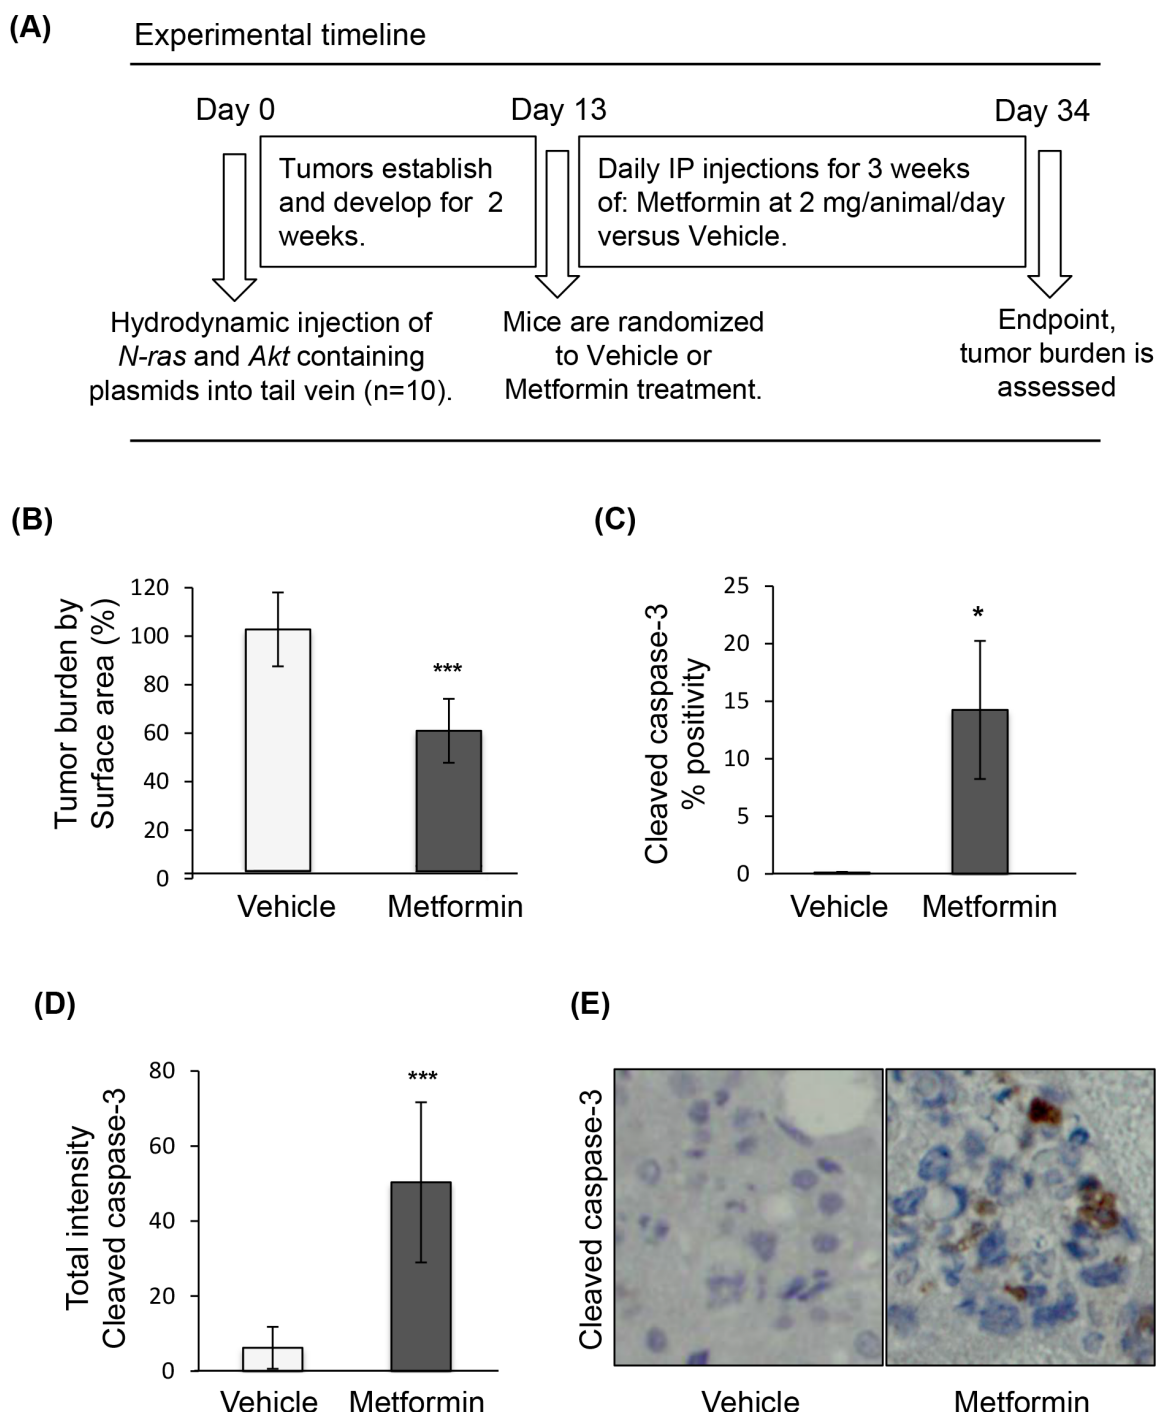 (A)
Experimental timeline
Day 0
Day 13
Day 34
Tumors establish
and develop for 2
weeks.
Daily IP injections for 3 weeks
of: Metformin at 2 mg/animal/day
versus Vehicle.
Hydrodynamic injection of
N-ras and Akt containing
plasmids into tail vein (n=10).
Mice are randomized
to Vehicle or
Metformin treatment.
Endpoint,
tumor burden is
assessed
(B)
Tumor burden by
Surface area (%)
120
100
80
60
40
20
0
***
Vehicle
Metformin
(C)
Cleaved caspase-3
% positivity
25
20
15
10
5
0
*
Vehicle
Metformin
(D)
Total intensity
Cleaved caspase-3
80
60
40
20
0
***
Vehicle
Metformin
(E)
Cleaved caspase-3
Vehicle
Metformin